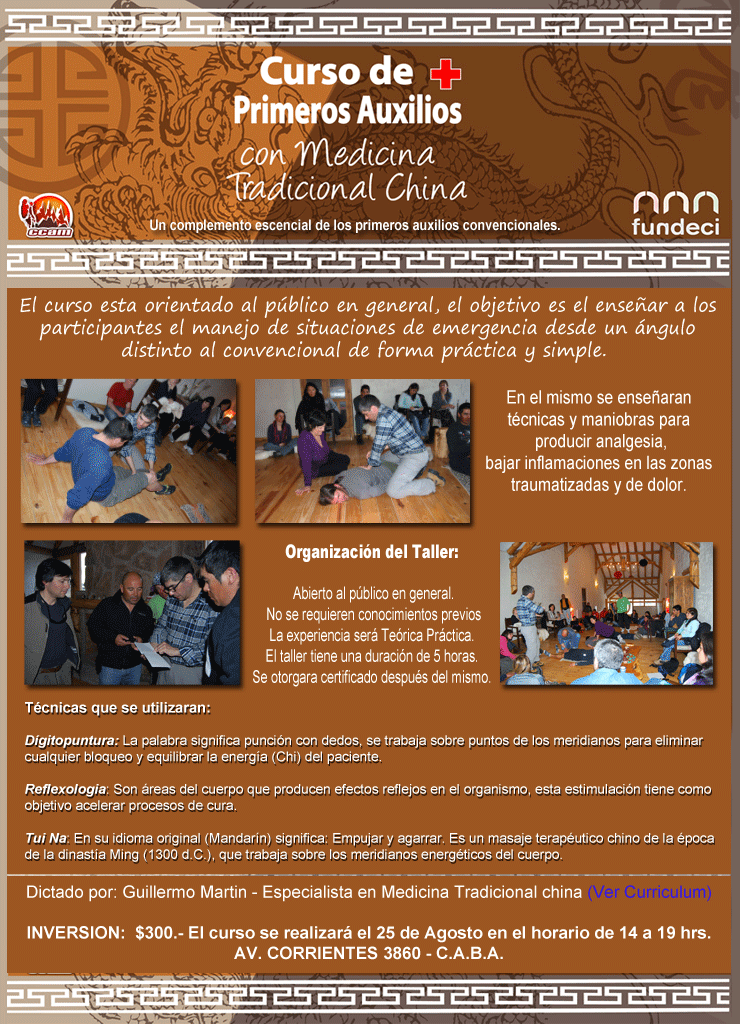 Curso de
Primeros Auxilios
con Medicina
Tradicional China
ccam
Un complemento escencial de los primeros auxilios convencionales.
fundeci
El curso esta orientado al público en general, el objetivo es el enseñar a los
participantes el manejo de situaciones de emergencia desde un ángulo
distinto al convencional de forma práctica y simple.
En el mismo se enseñaran
técnicas y maniobras para
producir analgesia,
bajar inflamaciones en las zonas
traumatizadas y de dolor.
Organización del Taller:
Abierto al público en general.
No se requieren conocimientos previos
La experiencia será Teórica Práctica.
El taller tiene una duración de 5 horas.
Se otorgara certificado después del mismo.
Técnicas que se utilizaran:
Dígitopuntura: La palabra significa punción con dedos, se trabaja sobre puntos de los meridianos para eliminar
cualquier bloqueo y equilibrar la energía (Chi) del paciente.
Reflexología: Son áreas del cuerpo que producen efectos reflejos en el organismo, esta estimulación tiene como
objetivo acelerar procesos de cura.
Tui Na: En su idioma original (Mandarín) significa: Empujar y agarrar. Es un masaje terapéutico chino de la época
de la dinastía Ming (1300 d.C.), que trabaja sobre los meridianos energéticos del cuerpo.
Dictado por: Guillermo Martin - Especialista en Medicina Tradicional china (Ver Curriculum)
INVERSION: $300.- El curso se realizará el 25 de Agosto en el horario de 14 a 19 hrs.
AV. CORRIENTES 3860 - C.A.B.A.